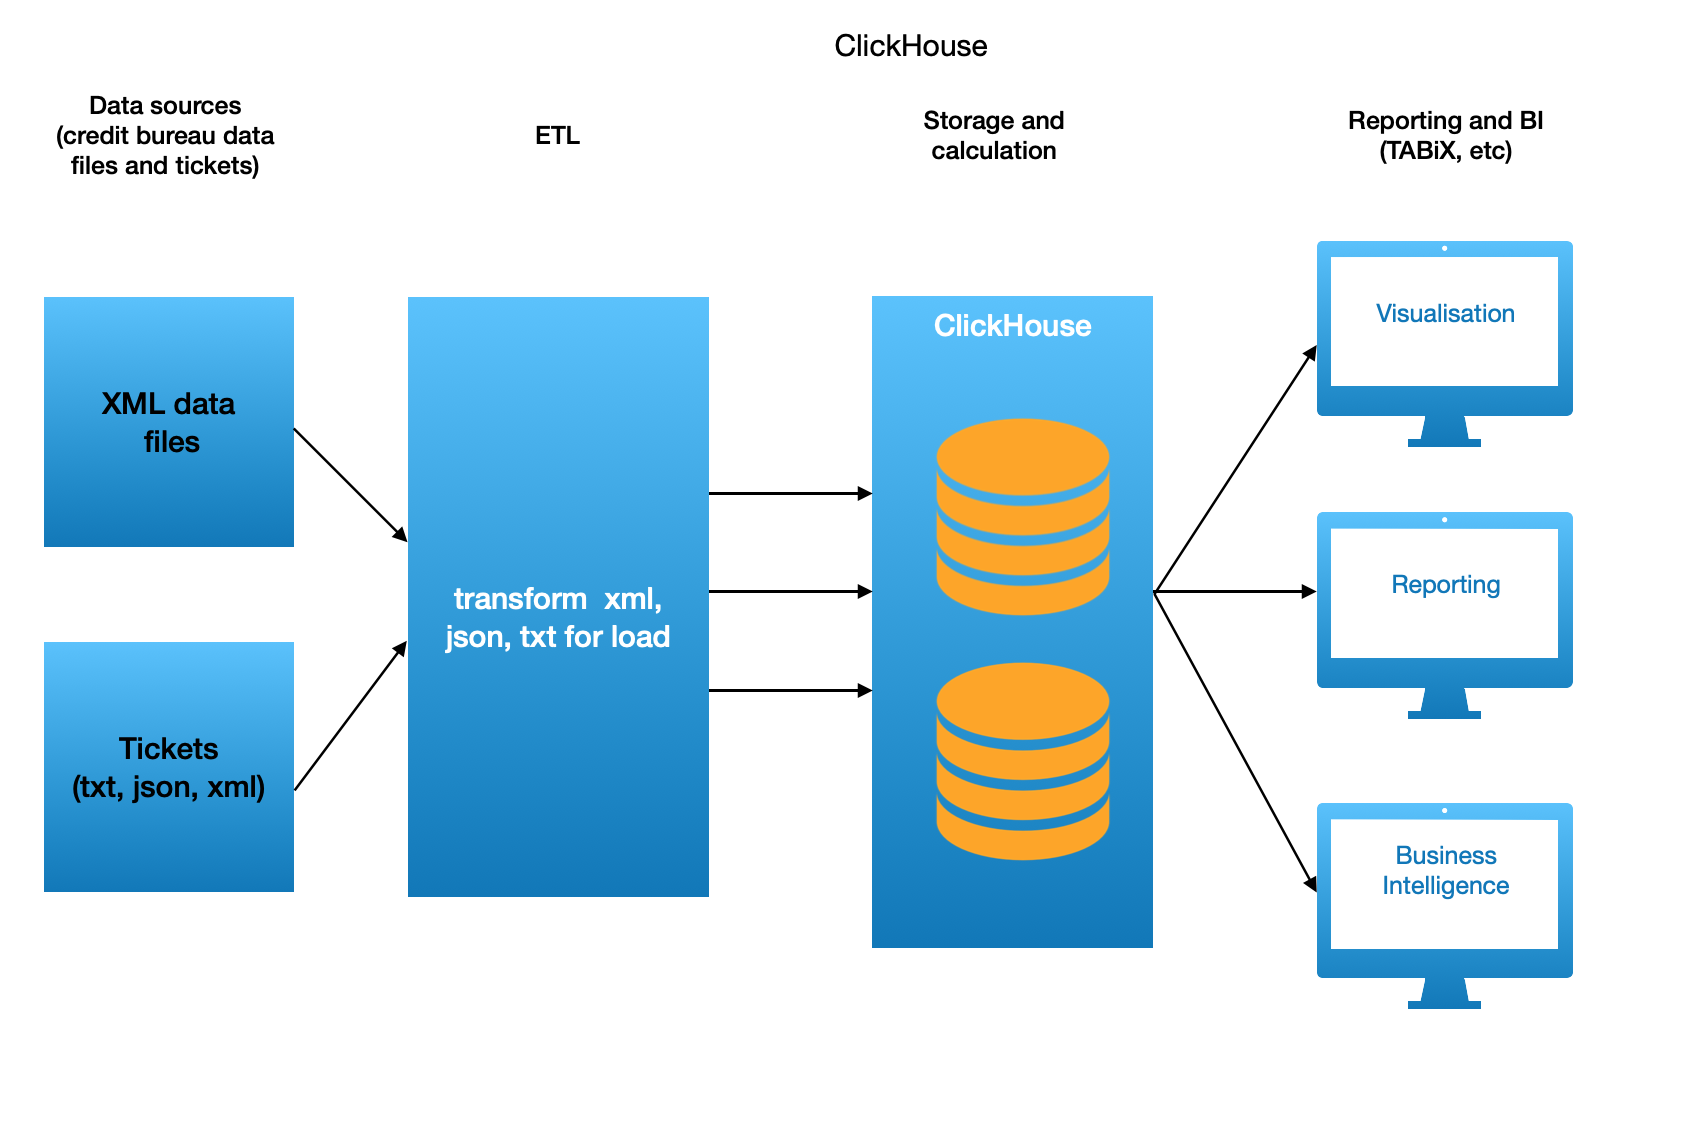 ClickHouse
Data sources
(credit bureau data
files and tickets)
ETL
Storage and
calculation
Reporting and BI
(TABiX, etc)
XML data
files
Tickets
(txt, json, xml)
transform  xml,
json, txt for load
ClickHouse
Visualisation
Reporting
Business
Intelligence